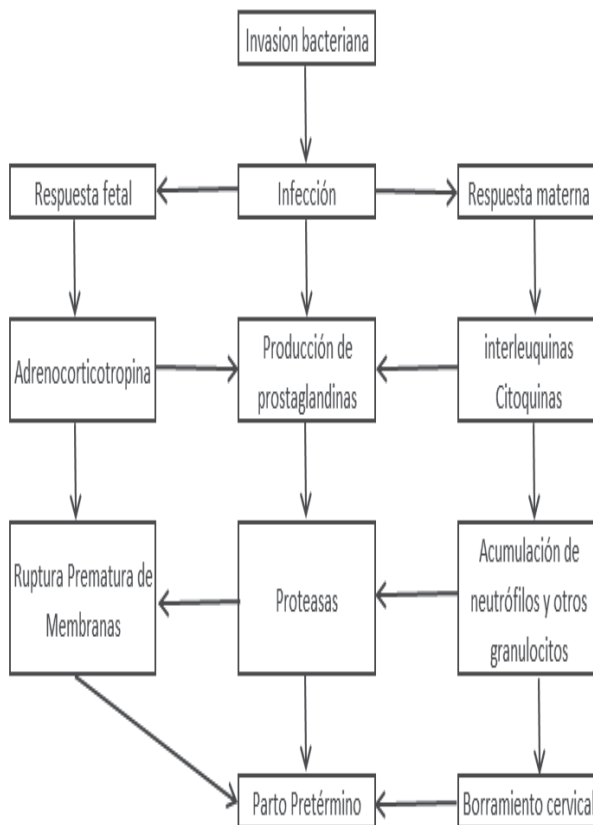 Invasion bacteriana
Respuesta fetal
Infección
Respuesta materna
Adrenocorticotropina
Producción de
prostaglandinas
interleuquinas
Citoquinas
Ruptura Prematura de
Membranas
Proteasas
Acumulación de
neutrófilos y otros
granulocitos
Parto Pretérmino
Borramiento cervical